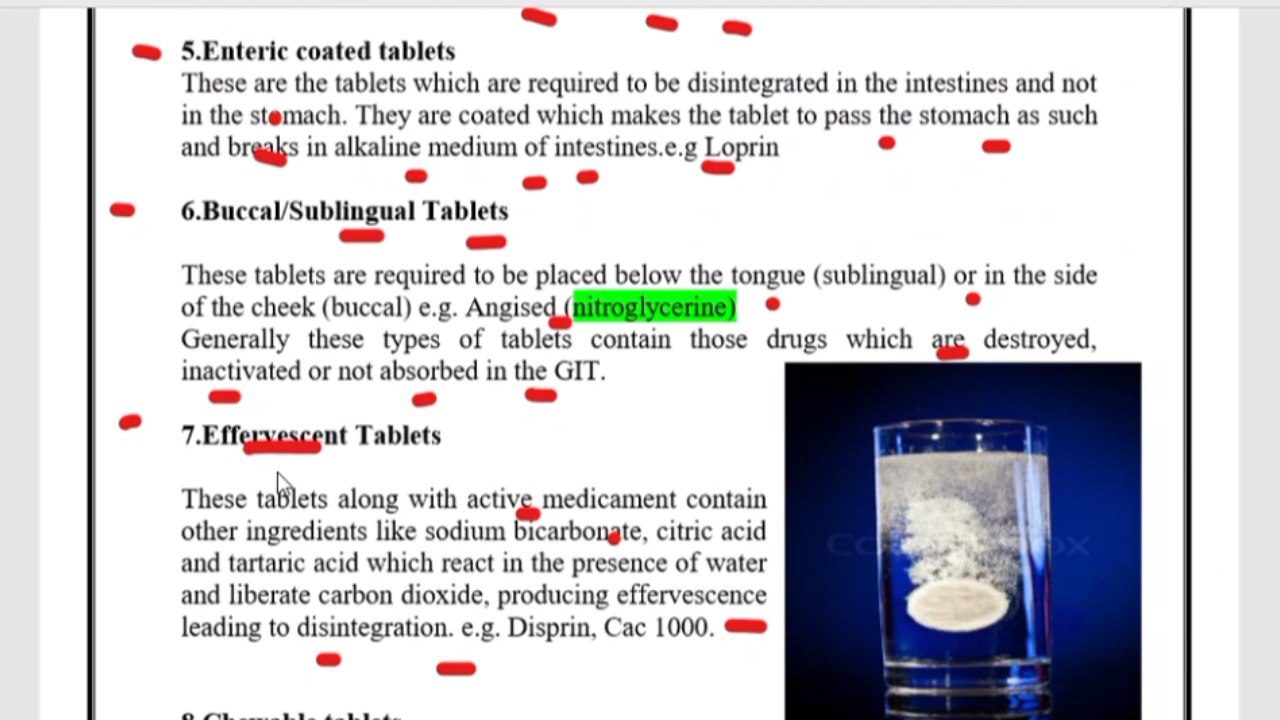 5.Enteric coated tablets
These are the tablets which are required to be disintegrated in the intestines and not
in the stomach. They are coated which makes the tablet to pass the stomach as such
and breaks in alkaline medium of intestines.e.g Loprin
6.Buccal/Sublingual Tablets
These tablets are required to be placed below the tongue (sublingual) or in the side
of the cheek (buccal) e.g. Angised (nitroglycerine)
Generally these types of tablets contain those drugs which are destroyed,
inactivated or not absorbed in the GIT.
7.Effervescent Tablets
These tablets along with active medicament contain
other ingredients like sodium bicarbonate, citric acid
and tartaric acid which react in the presence of water
and liberate carbon dioxide, producing effervescence
leading to disintegration. e.g. Disprin, Cac 1000.
8.Chewable tablets